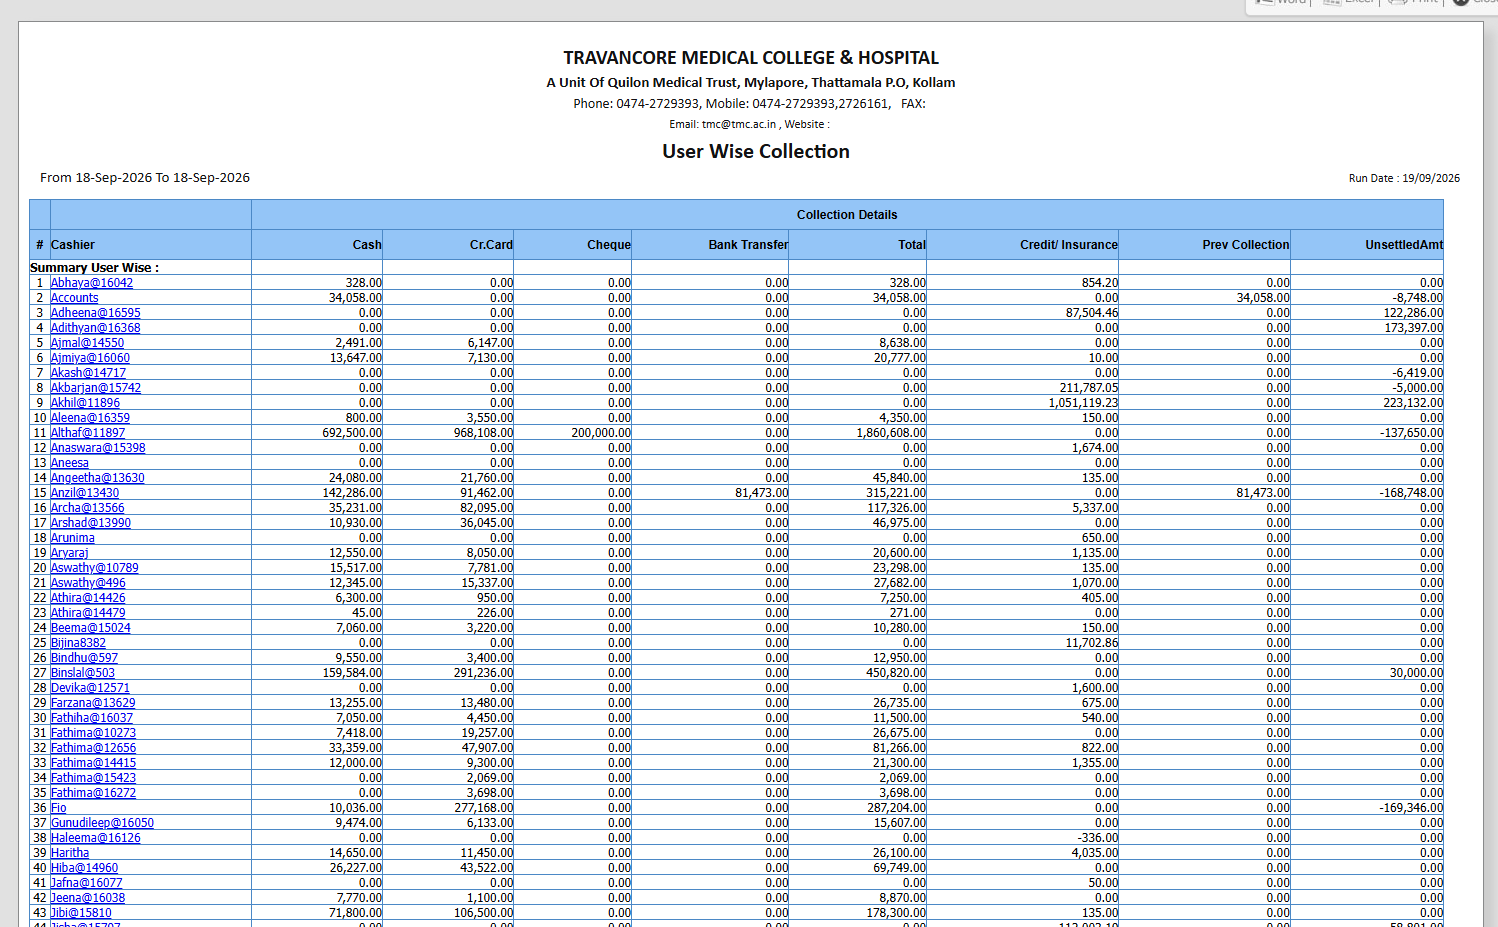 Word Excel Print Close
TRAVANCORE MEDICAL COLLEGE & HOSPITAL
A Unit Of Quilon Medical Trust, Mylapore, Thattamala P.O, Kollam
Phone: 0474-2729393, Mobile: 0474-2729393,2726161, FAX:
Email: tmc@tmc.ac.in , Website :
User Wise Collection
From 18-Sep-2026 To 18-Sep-2026 Run Date : 19/09/2026
Collection Details
# Cashier Cash Cr.Card Cheque Bank Transfer Total Credit/ Insurance Prev Collection UnsettledAmt
Summary User Wise :
1 Abhaya@16042 328.00 0.00 0.00 0.00 328.00 854.20 0.00 0.00
2 Accounts 34,058.00 0.00 0.00 0.00 34,058.00 0.00 34,058.00 -8,748.00
3 Adheena@16595 0.00 0.00 0.00 0.00 0.00 87,504.46 0.00 122,286.00
4 Adithyan@16368 0.00 0.00 0.00 0.00 0.00 0.00 0.00 173,397.00
5 Ajmal@14550 2,491.00 6,147.00 0.00 0.00 8,638.00 0.00 0.00 0.00
6 Ajmiya@16060 13,647.00 7,130.00 0.00 0.00 20,777.00 10.00 0.00 0.00
7 Akash@14717 0.00 0.00 0.00 0.00 0.00 0.00 0.00 -6,419.00
8 Akbarjan@15742 0.00 0.00 0.00 0.00 0.00 211,787.05 0.00 -5,000.00
9 Akhil@11896 0.00 0.00 0.00 0.00 0.00 1,051,119.23 0.00 223,132.00
10 Aleena@16359 800.00 3,550.00 0.00 0.00 4,350.00 150.00 0.00 0.00
11 Althaf@11897 692,500.00 968,108.00 200,000.00 0.00 1,860,608.00 0.00 0.00 -137,650.00
12 Anaswara@15398 0.00 0.00 0.00 0.00 0.00 1,674.00 0.00 0.00
13 Aneesa 0.00 0.00 0.00 0.00 0.00 0.00 0.00 0.00
14 Angeetha@13630 24,080.00 21,760.00 0.00 0.00 45,840.00 135.00 0.00 0.00
15 Anzil@13430 142,286.00 91,462.00 0.00 81,473.00 315,221.00 0.00 81,473.00 -168,748.00
16 Archa@13566 35,231.00 82,095.00 0.00 0.00 117,326.00 5,337.00 0.00 0.00
17 Arshad@13990 10,930.00 36,045.00 0.00 0.00 46,975.00 0.00 0.00 0.00
18 Arunima 0.00 0.00 0.00 0.00 0.00 650.00 0.00 0.00
19 Aryaraj 12,550.00 8,050.00 0.00 0.00 20,600.00 1,135.00 0.00 0.00
20 Aswathy@10789 15,517.00 7,781.00 0.00 0.00 23,298.00 135.00 0.00 0.00
21 Aswathy@496 12,345.00 15,337.00 0.00 0.00 27,682.00 1,070.00 0.00 0.00
22 Athira@14426 6,300.00 950.00 0.00 0.00 7,250.00 405.00 0.00 0.00
23 Athira@14479 45.00 226.00 0.00 0.00 271.00 0.00 0.00 0.00
24 Beema@15024 7,060.00 3,220.00 0.00 0.00 10,280.00 150.00 0.00 0.00
25 Bijina8382 0.00 0.00 0.00 0.00 0.00 11,702.86 0.00 0.00
26 Bindhu@597 9,550.00 3,400.00 0.00 0.00 12,950.00 0.00 0.00 0.00
27 Binslal@503 159,584.00 291,236.00 0.00 0.00 450,820.00 0.00 0.00 30,000.00
28 Devika@12571 0.00 0.00 0.00 0.00 0.00 1,600.00 0.00 0.00
29 Farzana@13629 13,255.00 13,480.00 0.00 0.00 26,735.00 675.00 0.00 0.00
30 Fathiha@16037 7,050.00 4,450.00 0.00 0.00 11,500.00 540.00 0.00 0.00
31 Fathima@10273 7,418.00 19,257.00 0.00 0.00 26,675.00 0.00 0.00 0.00
32 Fathima@12656 33,359.00 47,907.00 0.00 0.00 81,266.00 822.00 0.00 0.00
33 Fathima@14415 12,000.00 9,300.00 0.00 0.00 21,300.00 1,355.00 0.00 0.00
34 Fathima@15423 0.00 2,069.00 0.00 0.00 2,069.00 0.00 0.00 0.00
35 Fathima@16272 0.00 3,698.00 0.00 0.00 3,698.00 0.00 0.00 0.00
36 Fio 10,036.00 277,168.00 0.00 0.00 287,204.00 0.00 0.00 -169,346.00
37 Gunudileep@16050 9,474.00 6,133.00 0.00 0.00 15,607.00 0.00 0.00 0.00
38 Haleema@16126 0.00 0.00 0.00 0.00 0.00 -336.00 0.00 0.00
39 Haritha 14,650.00 11,450.00 0.00 0.00 26,100.00 4,035.00 0.00 0.00
40 Hiba@14960 26,227.00 43,522.00 0.00 0.00 69,749.00 0.00 0.00 0.00
41 Jafna@16077 0.00 0.00 0.00 0.00 0.00 50.00 0.00 0.00
42 Jeena@16038 7,770.00 1,100.00 0.00 0.00 8,870.00 0.00 0.00 0.00
43 Jibi@15810 71,800.00 106,500.00 0.00 0.00 178,300.00 135.00 0.00 0.00
44 0.00 0.00 0.00 0.00 0.00 0.00